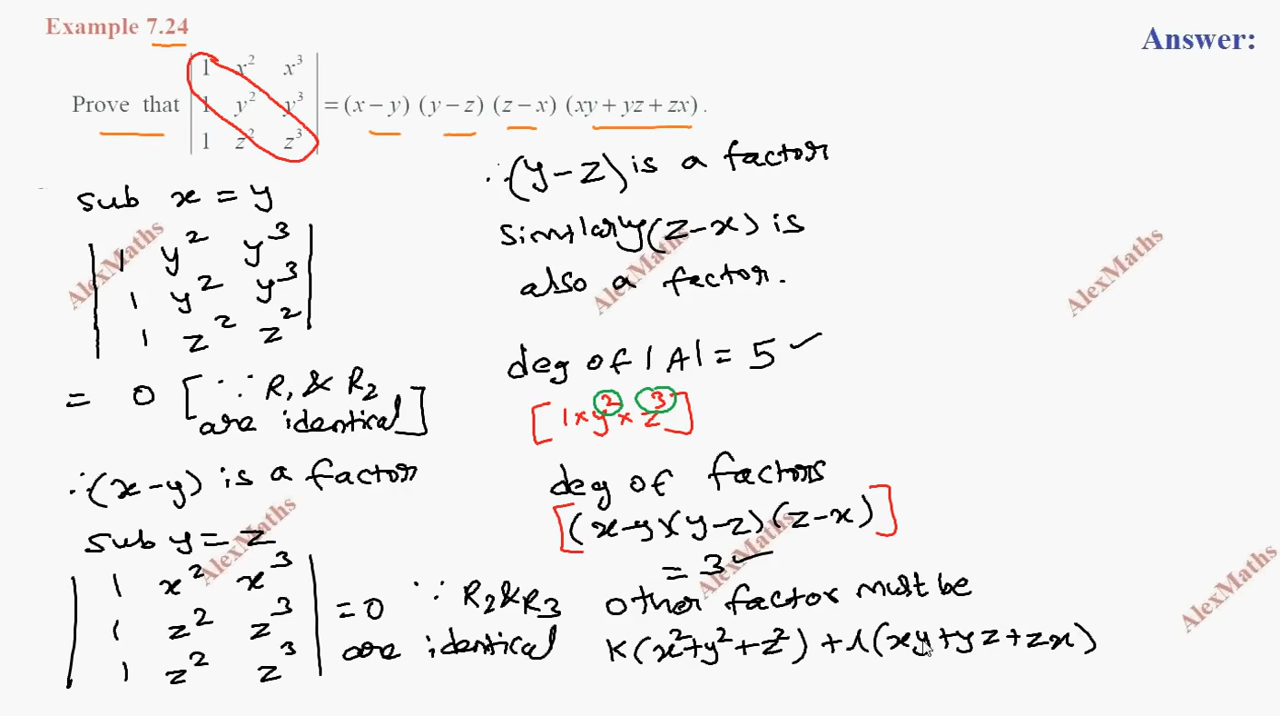 Example 7.24
Answer:
Prove that | 1 x² x³ |
| 1 y² y³ | = (x − y) (y − z) (z − x) (xy + yz + zx) .
| 1 z² z³ |
Sub x = y
| 1 y² y³ |
| 1 y² y³ |
| 1 z² z² |
= 0 [∵ R₁ & R₂
are identical]
∴(x−y) is a factor
Sub y = z
| 1 x² x³ |
| 1 z² z³ | = 0 ∵ R₂&R₃
| 1 z² z³ | are identical
∴(y−z) is a factor
Similary (z−x) is
also a factor.
deg of |A| = 5 ✓
[1×y²×z³]
deg of factors
[(x−y)(y−z)(z−x)]
= 3 ✓
other factor must be
K(x²+y²+z²) + λ(xy+yz+zx)
AlexMaths
AlexMaths
AlexMaths
AlexMaths
AlexMaths
AlexMaths